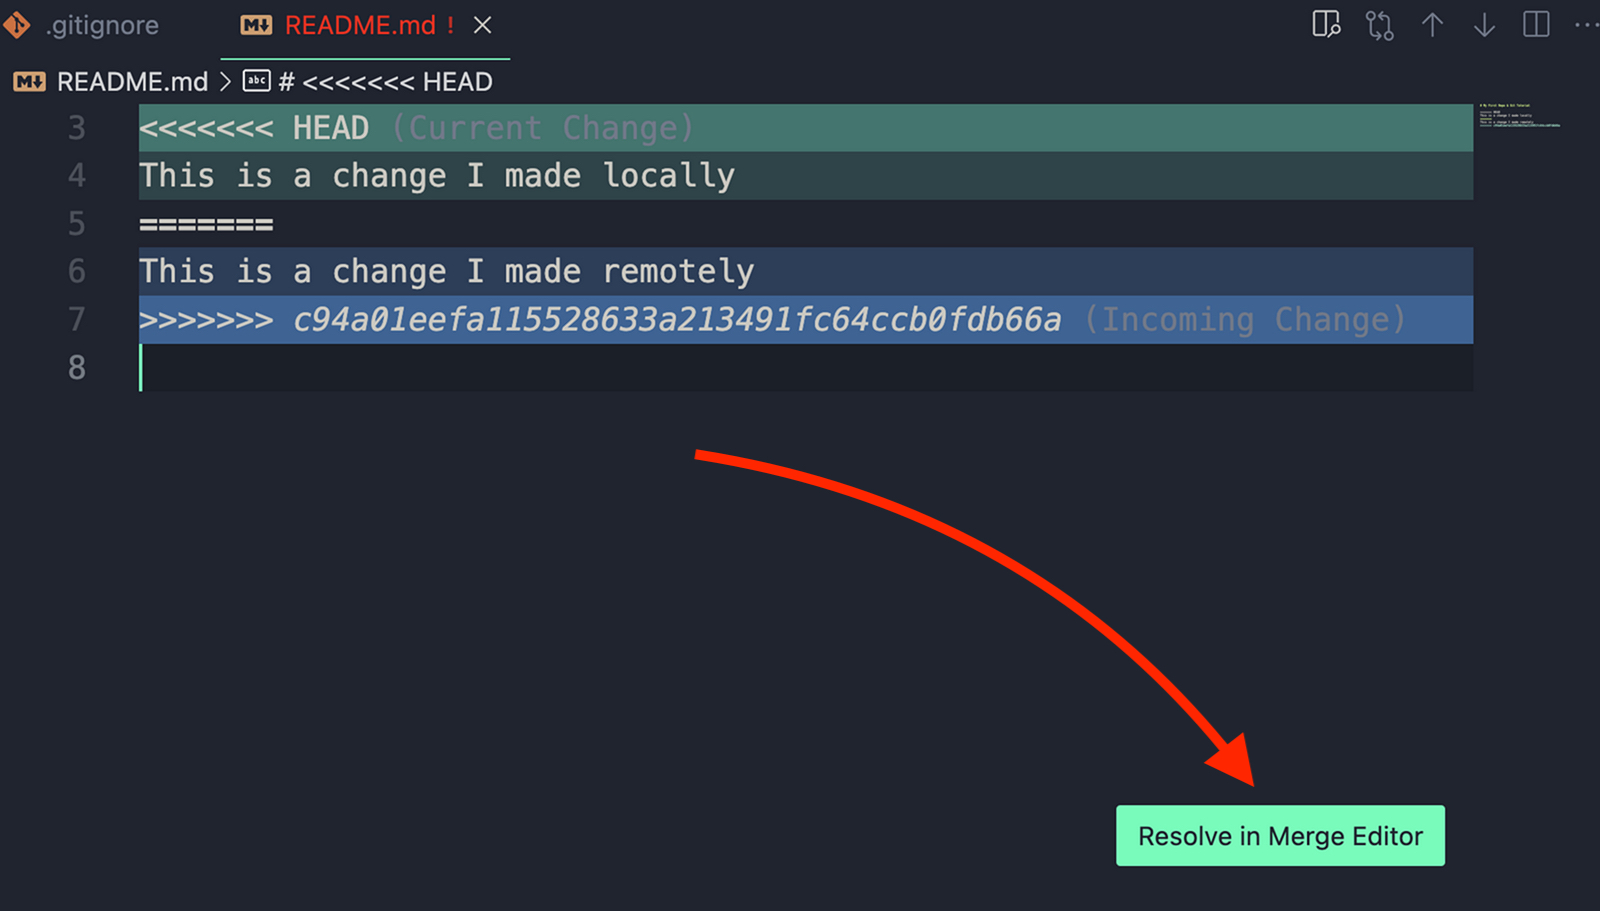 .gitignore
README.md !
README.md > # <<<<<<< HEAD
3 <<<<<<< HEAD (Current Change)
4 This is a change I made locally
5 =======
6 This is a change I made remotely
7 >>>>>>> c94a01eefa115528633a213491fc64ccb0fdb66a (Incoming Change)
8
Resolve in Merge Editor